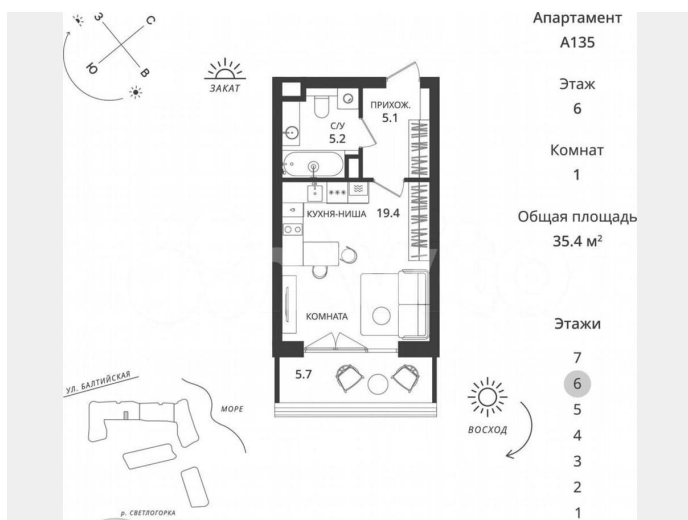 З
С
Ю
В
ЗАКАТ
Апартамент
А135
Этаж
6
Комнат
1
Общая площадь
35.4 м²
ПРИХОЖ.
5.1
С/У
5.2
КУХНЯ-НИША 19.4
КОМНАТА
5.7
ВОСХОД
Этажи
7
6
5
4
3
2
1
УЛ. БАЛТИЙСКАЯ
МОРЕ
р. СВЕТЛОГОРКА